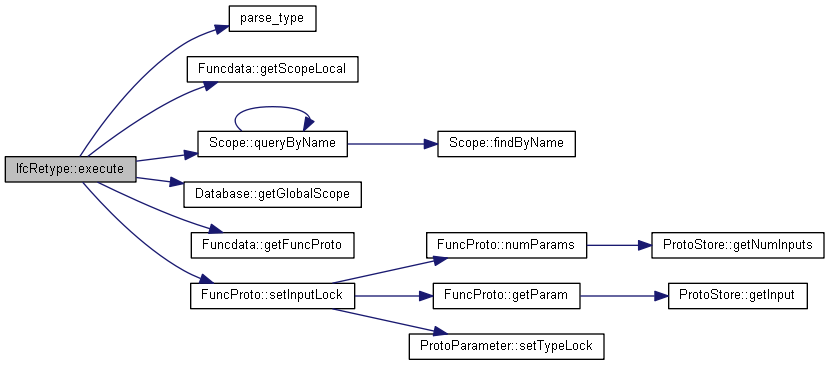 parse_type
Funcdata::getScopeLocal
Scope::queryByName
Scope::findByName
IfcRetype::execute
Database::getGlobalScope
Funcdata::getFuncProto
FuncProto::numParams
ProtoStore::getNumInputs
FuncProto::setInputLock
FuncProto::getParam
ProtoStore::getInput
ProtoParameter::setTypeLock